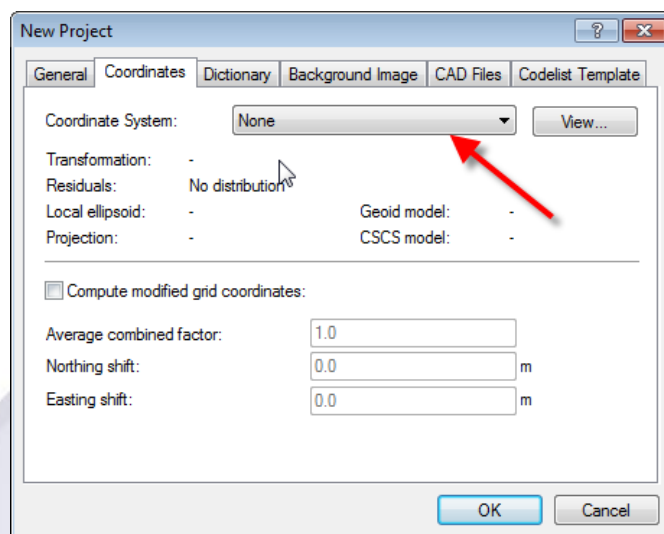 New Project
General Coordinates Dictionary Background Image CAD Files Codelist Template
Coordinate System: None View...
Transformation: -
Residuals: No distribution
Local ellipsoid: - Geoid model: -
Projection: - CSCS model: -
Compute modified grid coordinates:
Average combined factor: 1.0
Northing shift: 0.0 m
Easting shift: 0.0 m
OK Cancel